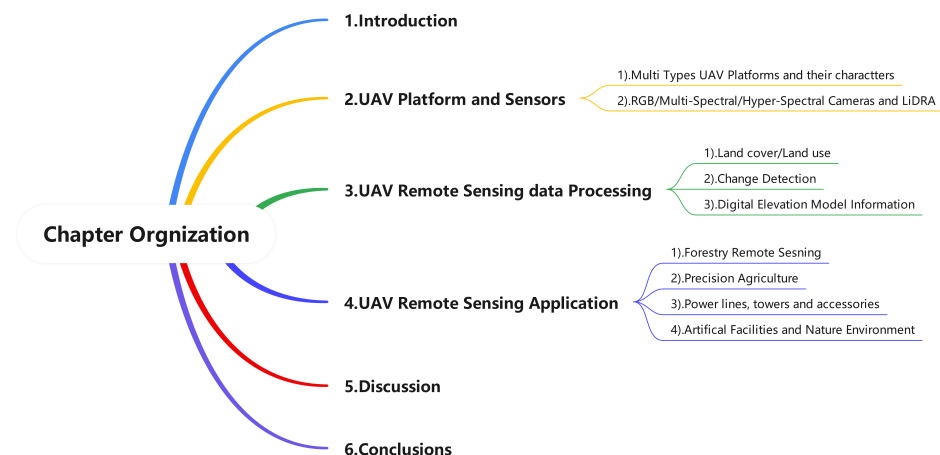 Chapter Orgnization
1.Introduction
2.UAV Platform and Sensors
1).Multi Types UAV Platforms and their charactters
2).RGB/Multi-Spectral/Hyper-Spectral Cameras and LiDRA
3.UAV Remote Sensing data Processing
1).Land cover/Land use
2).Change Detection
3).Digital Elevation Model Information
4.UAV Remote Sensing Application
1).Forestry Remote Sesning
2).Precision Agriculture
3).Power lines, towers and accessories
4).Artifical Facilities and Nature Environment
5.Discussion
6.Conclusions